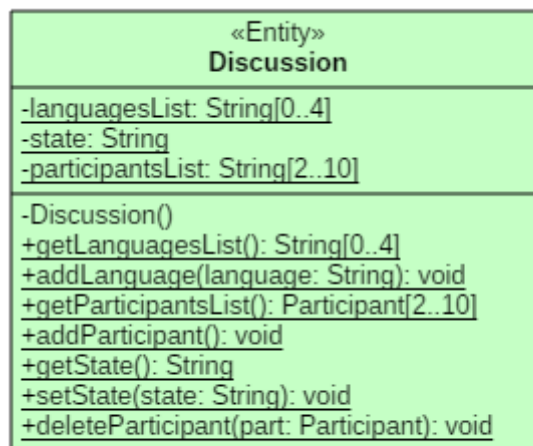 «Entity»
Discussion
-languagesList: String[0..4]
-state: String
-participantsList: String[2..10]
-Discussion()
+getLanguagesList(): String[0..4]
+addLanguage(language: String): void
+getParticipantsList(): Participant[2..10]
+addParticipant(): void
+getState(): String
+setState(state: String): void
+deleteParticipant(part: Participant): void